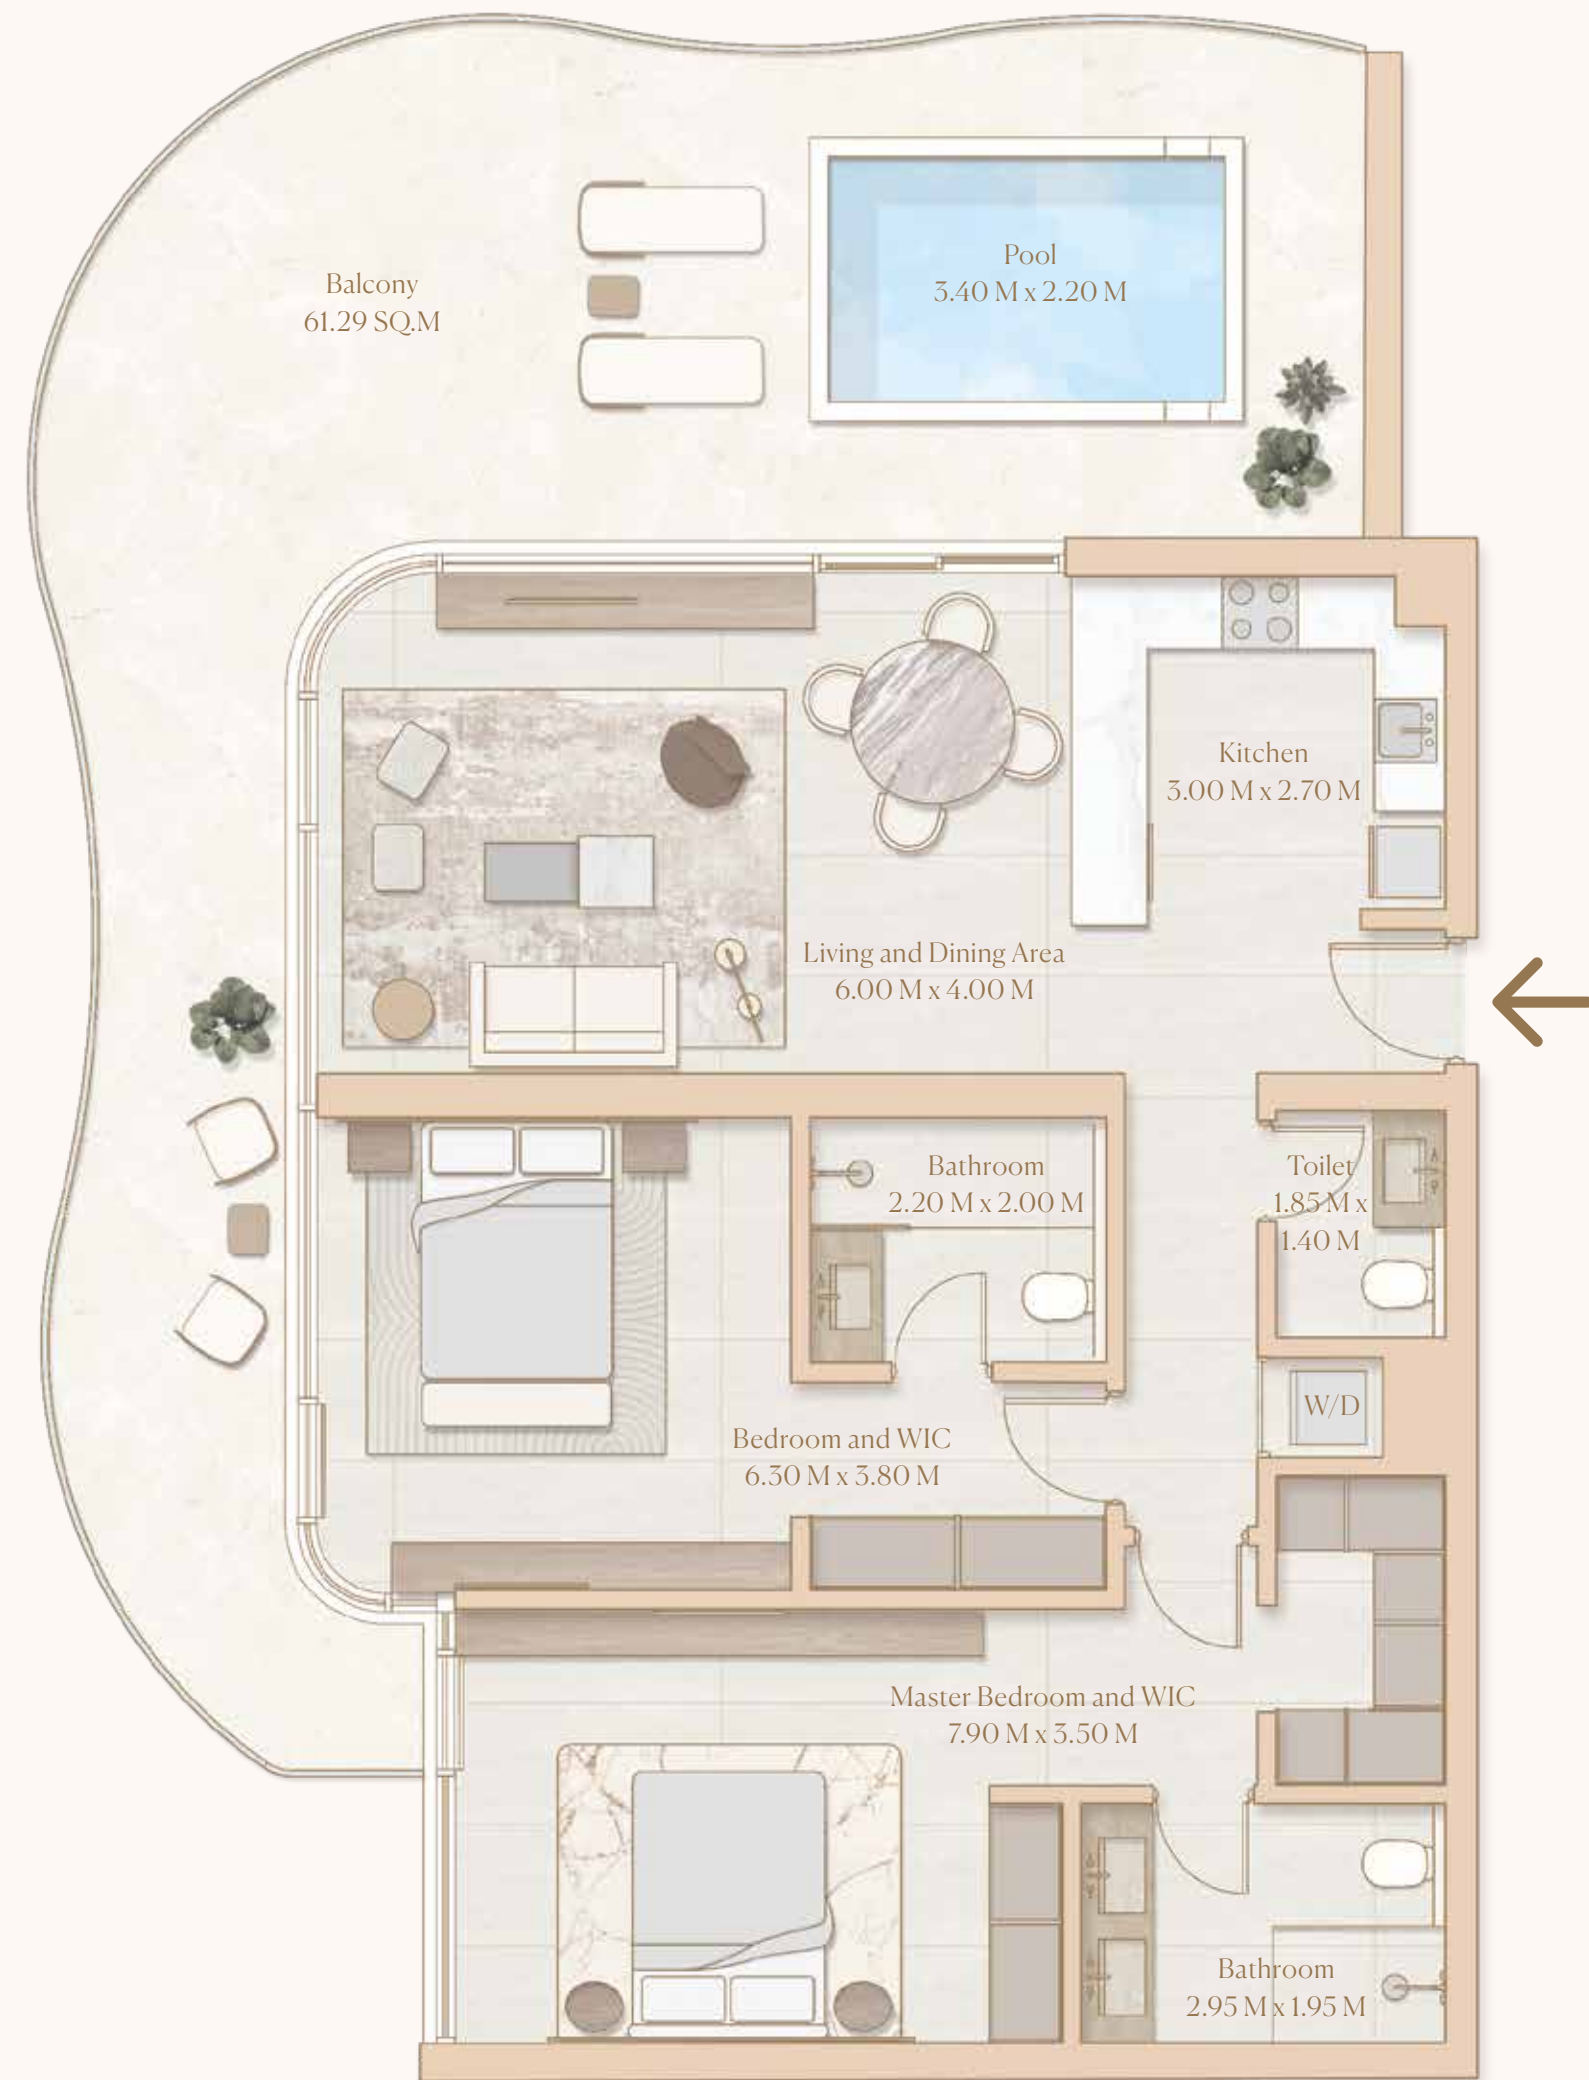 Pool
3.40 M x 2.20 M
Balcony
61.29 SQ.M
Kitchen
3.00 M x 2.70 M
Living and Dining Area
6.00 M x 4.00 M
Bathroom
2.20 M x 2.00 M
Toilet
1.85 M x
1.40 M
W/D
Bedroom and WIC
6.30 M x 3.80 M
Master Bedroom and WIC
7.90 M x 3.50 M
Bathroom
2.95 M x 1.95 M